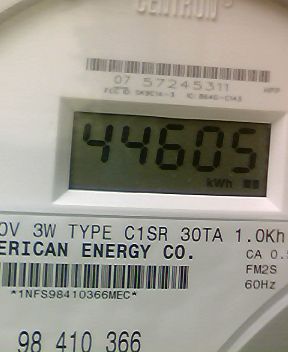 CENTRON
07 57245311
44605
kWh
0V 3W TYPE C1SR 30TA 1.0Kh
ERICAN ENERGY CO.
CA 0.5
FM2S
60Hz
*1NFS98410366MEC*
98 410 366